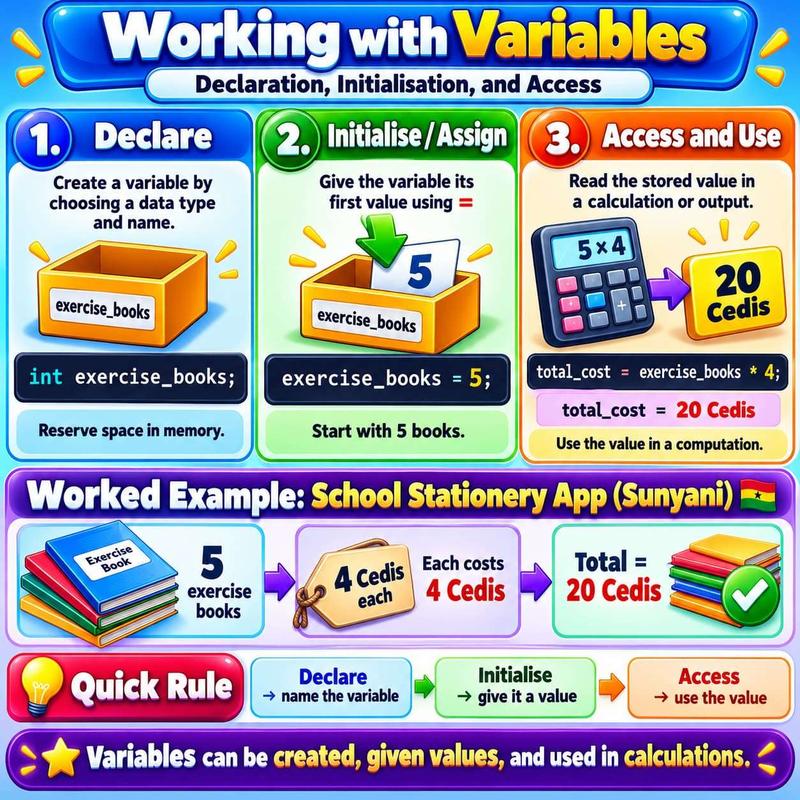 Working with Variables
Declaration, Initialisation, and Access
1. Declare
Create a variable by
choosing a data type
and name.
exercise_books
int exercise_books;
Reserve space in memory.
2. Initialise / Assign
Give the variable its
first value using =
5
exercise_books
exercise_books = 5;
Start with 5 books.
3. Access and Use
Read the stored value in
a calculation or output.
5 × 4
+
20
Cedis
total_cost = exercise_books * 4;
total_cost = 20 Cedis
Use the value in a computation.
Worked Example: School Stationery App (Sunyani)
Exercise
Book
5
exercise
books
4 Cedis
each
Each costs
4 Cedis
Total =
20 Cedis
Quick Rule
Declare
→ name the variable
Initialise
→ give it a value
Access
→ use the value
Variables can be created, given values, and used in calculations.